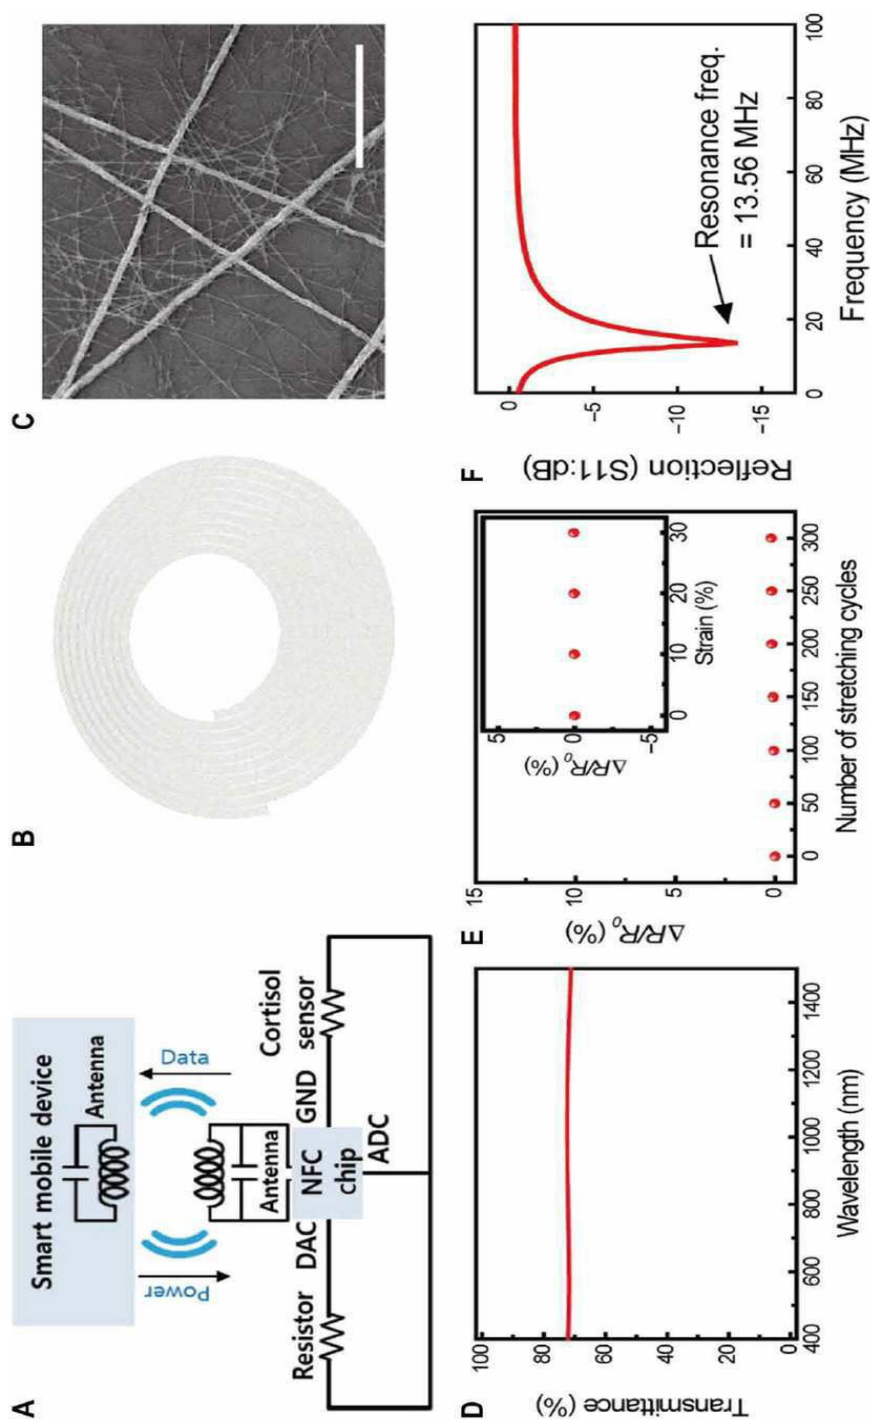 A
Smart mobile device
Antenna
Power
Data
Antenna
Resistor
DAC
NFC
chip
GND
ADC
Cortisol
sensor
B
C
D
Transmittance (%)
100
80
60
40
20
0
400
600
800
1000
1200
1400
Wavelength (nm)
E
ΔR/Ro (%)
15
10
5
0
0
50
100
150
200
250
300
Number of stretching cycles
ΔR/Ro (%)
5
0
-5
0
10
20
30
Strain (%)
F
Reflection (S11:dB)
0
-5
-10
-15
0
20
40
60
80
100
Frequency (MHz)
Resonance freq.
= 13.56 MHz